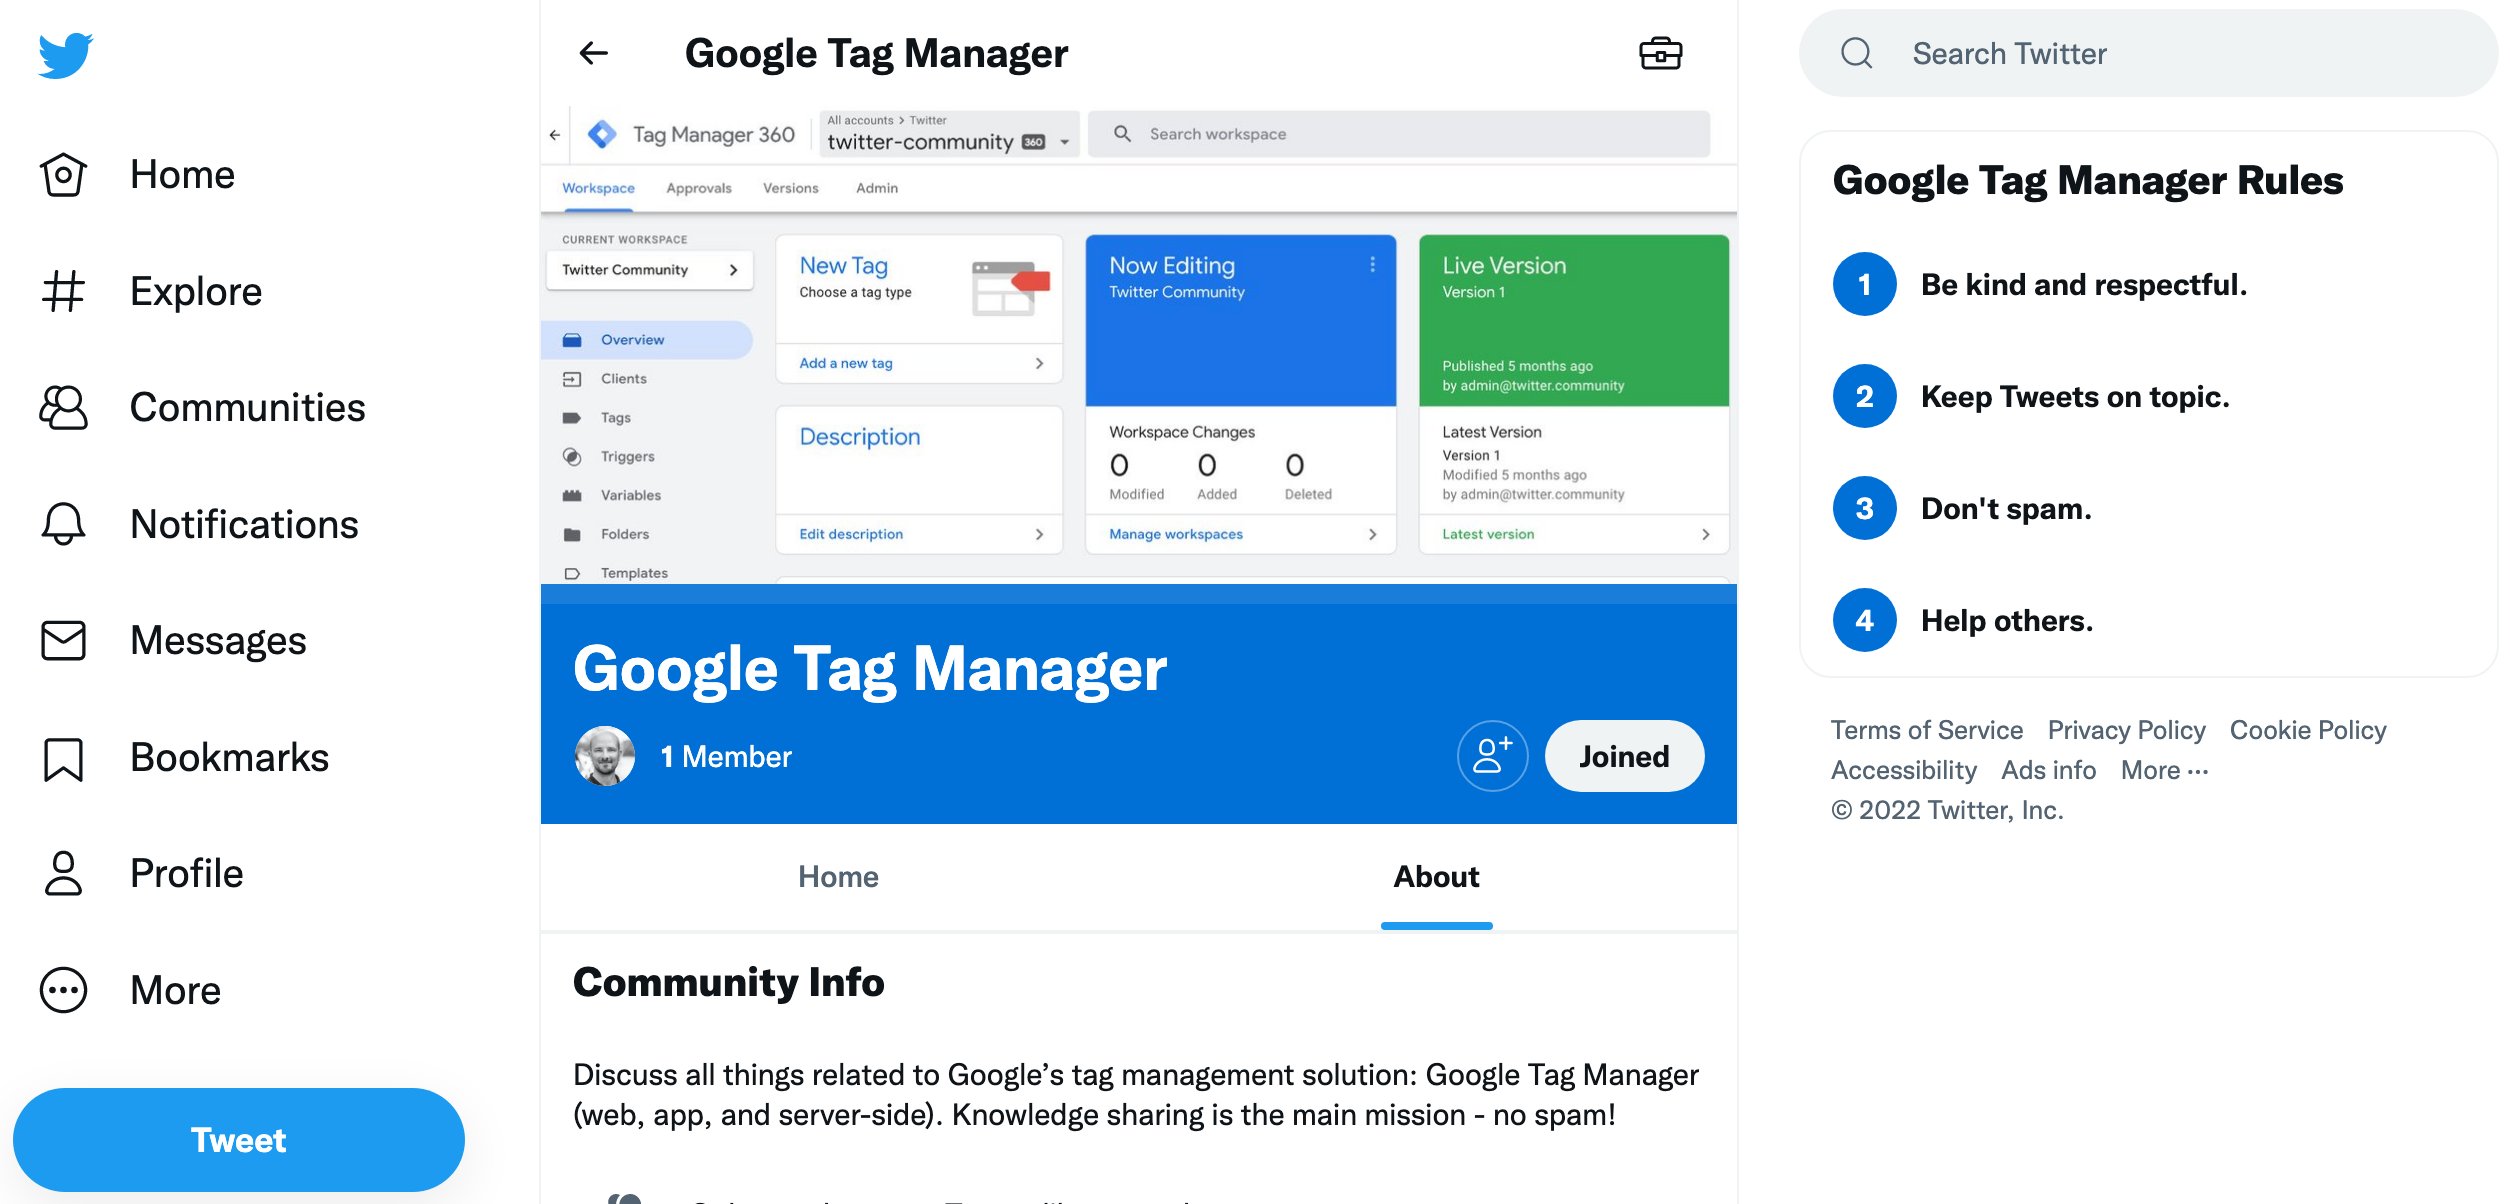 Home
Explore
Communities
Notifications
Messages
Bookmarks
Profile
More
Tweet
Google Tag Manager
Tag Manager 360
All accounts > Twitter
twitter-community 360
Search workspace
Workspace Approvals Versions Admin
CURRENT WORKSPACE
Twitter Community
Overview
Clients
Tags
Triggers
Variables
Folders
Templates
New Tag
Choose a tag type
Add a new tag
Description
Edit description
Now Editing
Twitter Community
Workspace Changes
0 0 0
Modified Added Deleted
Manage workspaces
Live Version
Version 1
Published 5 months ago
by admin@twitter.community
Latest Version
Version 1
Modified 5 months ago
by admin@twitter.community
Latest version
Google Tag Manager
1 Member
Joined
Home About
Community Info
Discuss all things related to Google’s tag management solution: Google Tag Manager
(web, app, and server-side). Knowledge sharing is the main mission - no spam!
Search Twitter
Google Tag Manager Rules
1 Be kind and respectful.
2 Keep Tweets on topic.
3 Don't spam.
4 Help others.
Terms of Service Privacy Policy Cookie Policy
Accessibility Ads info More ···
© 2022 Twitter, Inc.